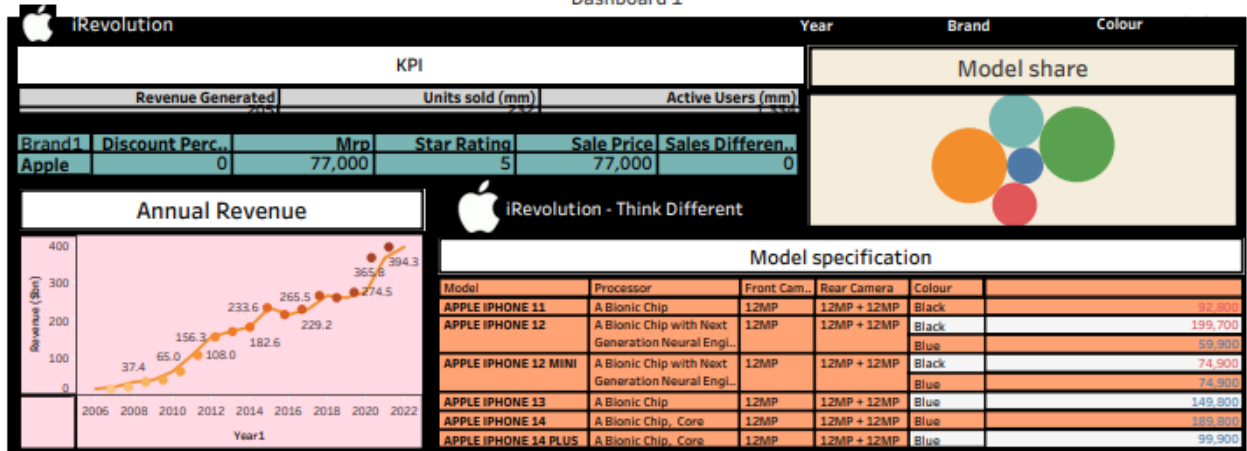 Dashboard 1
iRevolution
Year
Brand
Colour
KPI
Model share
Revenue Generated
Units sold (mm)
Active Users (mm)
Brand1 Discount Perc.. Mrp Star Rating Sale Price Sales Differen..
Apple 0 77,000 5 77,000 0
Annual Revenue
iRevolution - Think Different
Model specification
400
300
200
100
0
Revenue ($bn)
37.4
65.0
156.3
108.0
233.6
182.6
265.5
229.2
365.8
274.5
394.3
2006 2008 2010 2012 2014 2016 2018 2020 2022
Year1
Model Processor Front Cam.. Rear Camera Colour
APPLE IPHONE 11 A Bionic Chip 12MP 12MP + 12MP Black 92,800
APPLE IPHONE 12 A Bionic Chip with Next 12MP 12MP + 12MP Black 199,700
Generation Neural Engi.. Blue 59,900
APPLE IPHONE 12 MINI A Bionic Chip with Next 12MP 12MP + 12MP Black 74,900
Generation Neural Engi.. Blue 74,900
APPLE IPHONE 13 A Bionic Chip 12MP 12MP + 12MP Blue 149,800
APPLE IPHONE 14 A Bionic Chip, Core 12MP 12MP + 12MP Blue 189,800
APPLE IPHONE 14 PLUS A Bionic Chip, Core 12MP 12MP + 12MP Blue 99,900